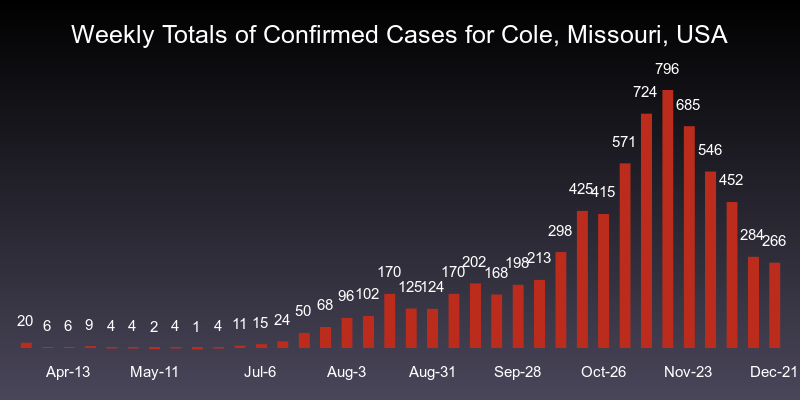 Weekly Totals of Confirmed Cases for Cole, Missouri, USA
20 6 6 9 4 4 2 4 1 4 11 15 24 50 68 96 102 170 125 124 170 202 168 198 213 298 425 415 571 724 796 685 546 452 284 266
Apr-13 May-11 Jul-6 Aug-3 Aug-31 Sep-28 Oct-26 Nov-23 Dec-21